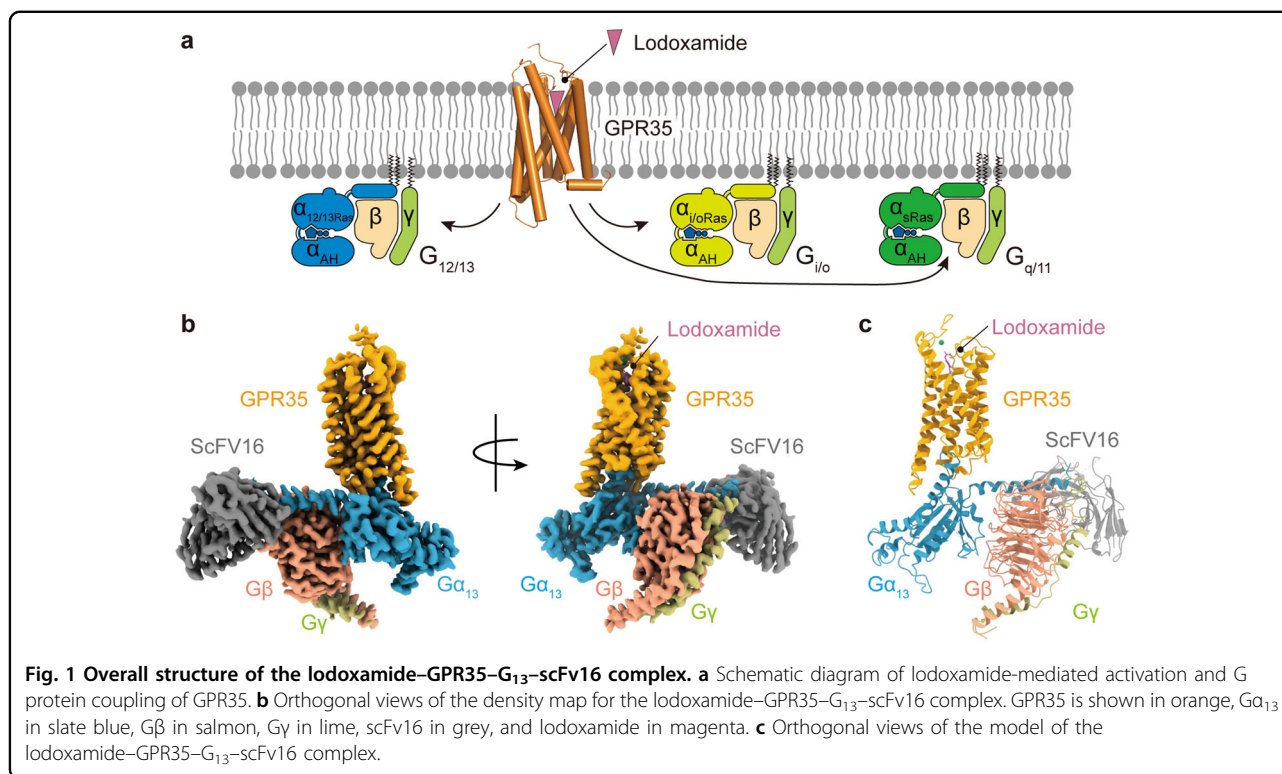 a
Lodoxamide
GPR35
α12/13Ras
αAH
β
γ
G12/13
αi/oRas
αAH
β
γ
Gi/o
αsRas
αAH
β
γ
Gq/11
b
Lodoxamide
GPR35
GPR35
ScFV16
ScFV16
Gβ
Gα13
Gγ
Gα13
Gβ
Gγ
c
Lodoxamide
GPR35
ScFV16
Gα13
Gβ
Gγ
Fig. 1 Overall structure of the lodoxamide–GPR35–G13–scFv16 complex. a Schematic diagram of lodoxamide-mediated activation and G
protein coupling of GPR35. b Orthogonal views of the density map for the lodoxamide–GPR35–G13–scFv16 complex. GPR35 is shown in orange, Gα13
in slate blue, Gβ in salmon, Gγ in lime, scFv16 in grey, and lodoxamide in magenta. c Orthogonal views of the model of the
lodoxamide–GPR35–G13–scFv16 complex.